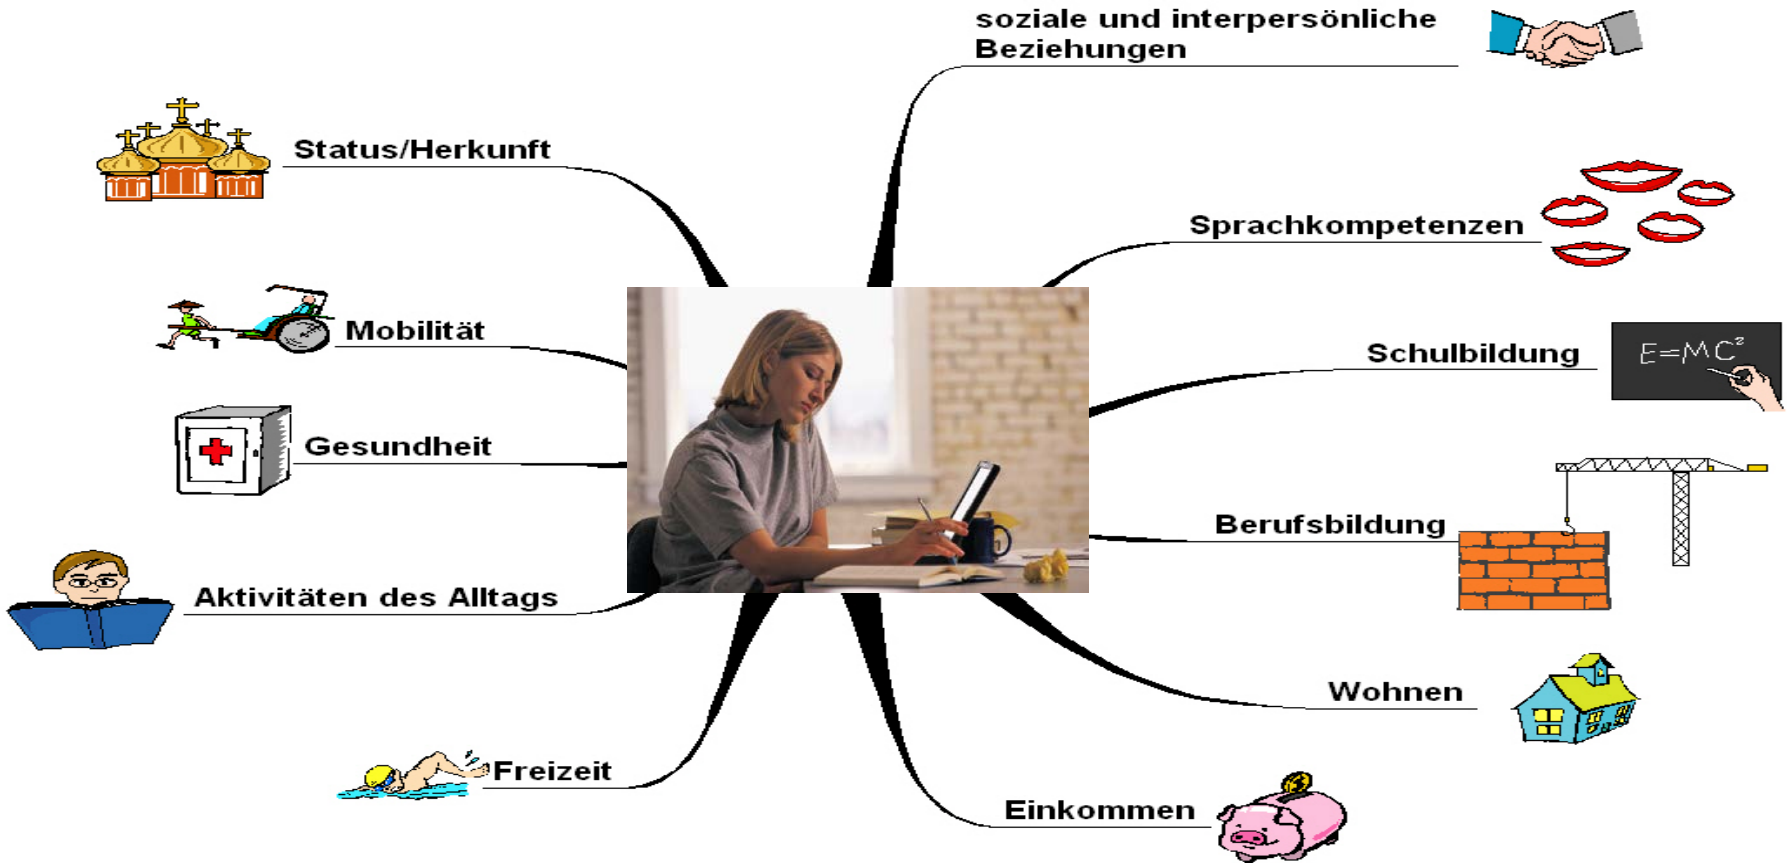 soziale und interpersönliche
Beziehungen
Status/Herkunft
Sprachkompetenzen
Mobilität
Schulbildung
E=MC²
Gesundheit
Berufsbildung
Aktivitäten des Alltags
Wohnen
Freizeit
Einkommen